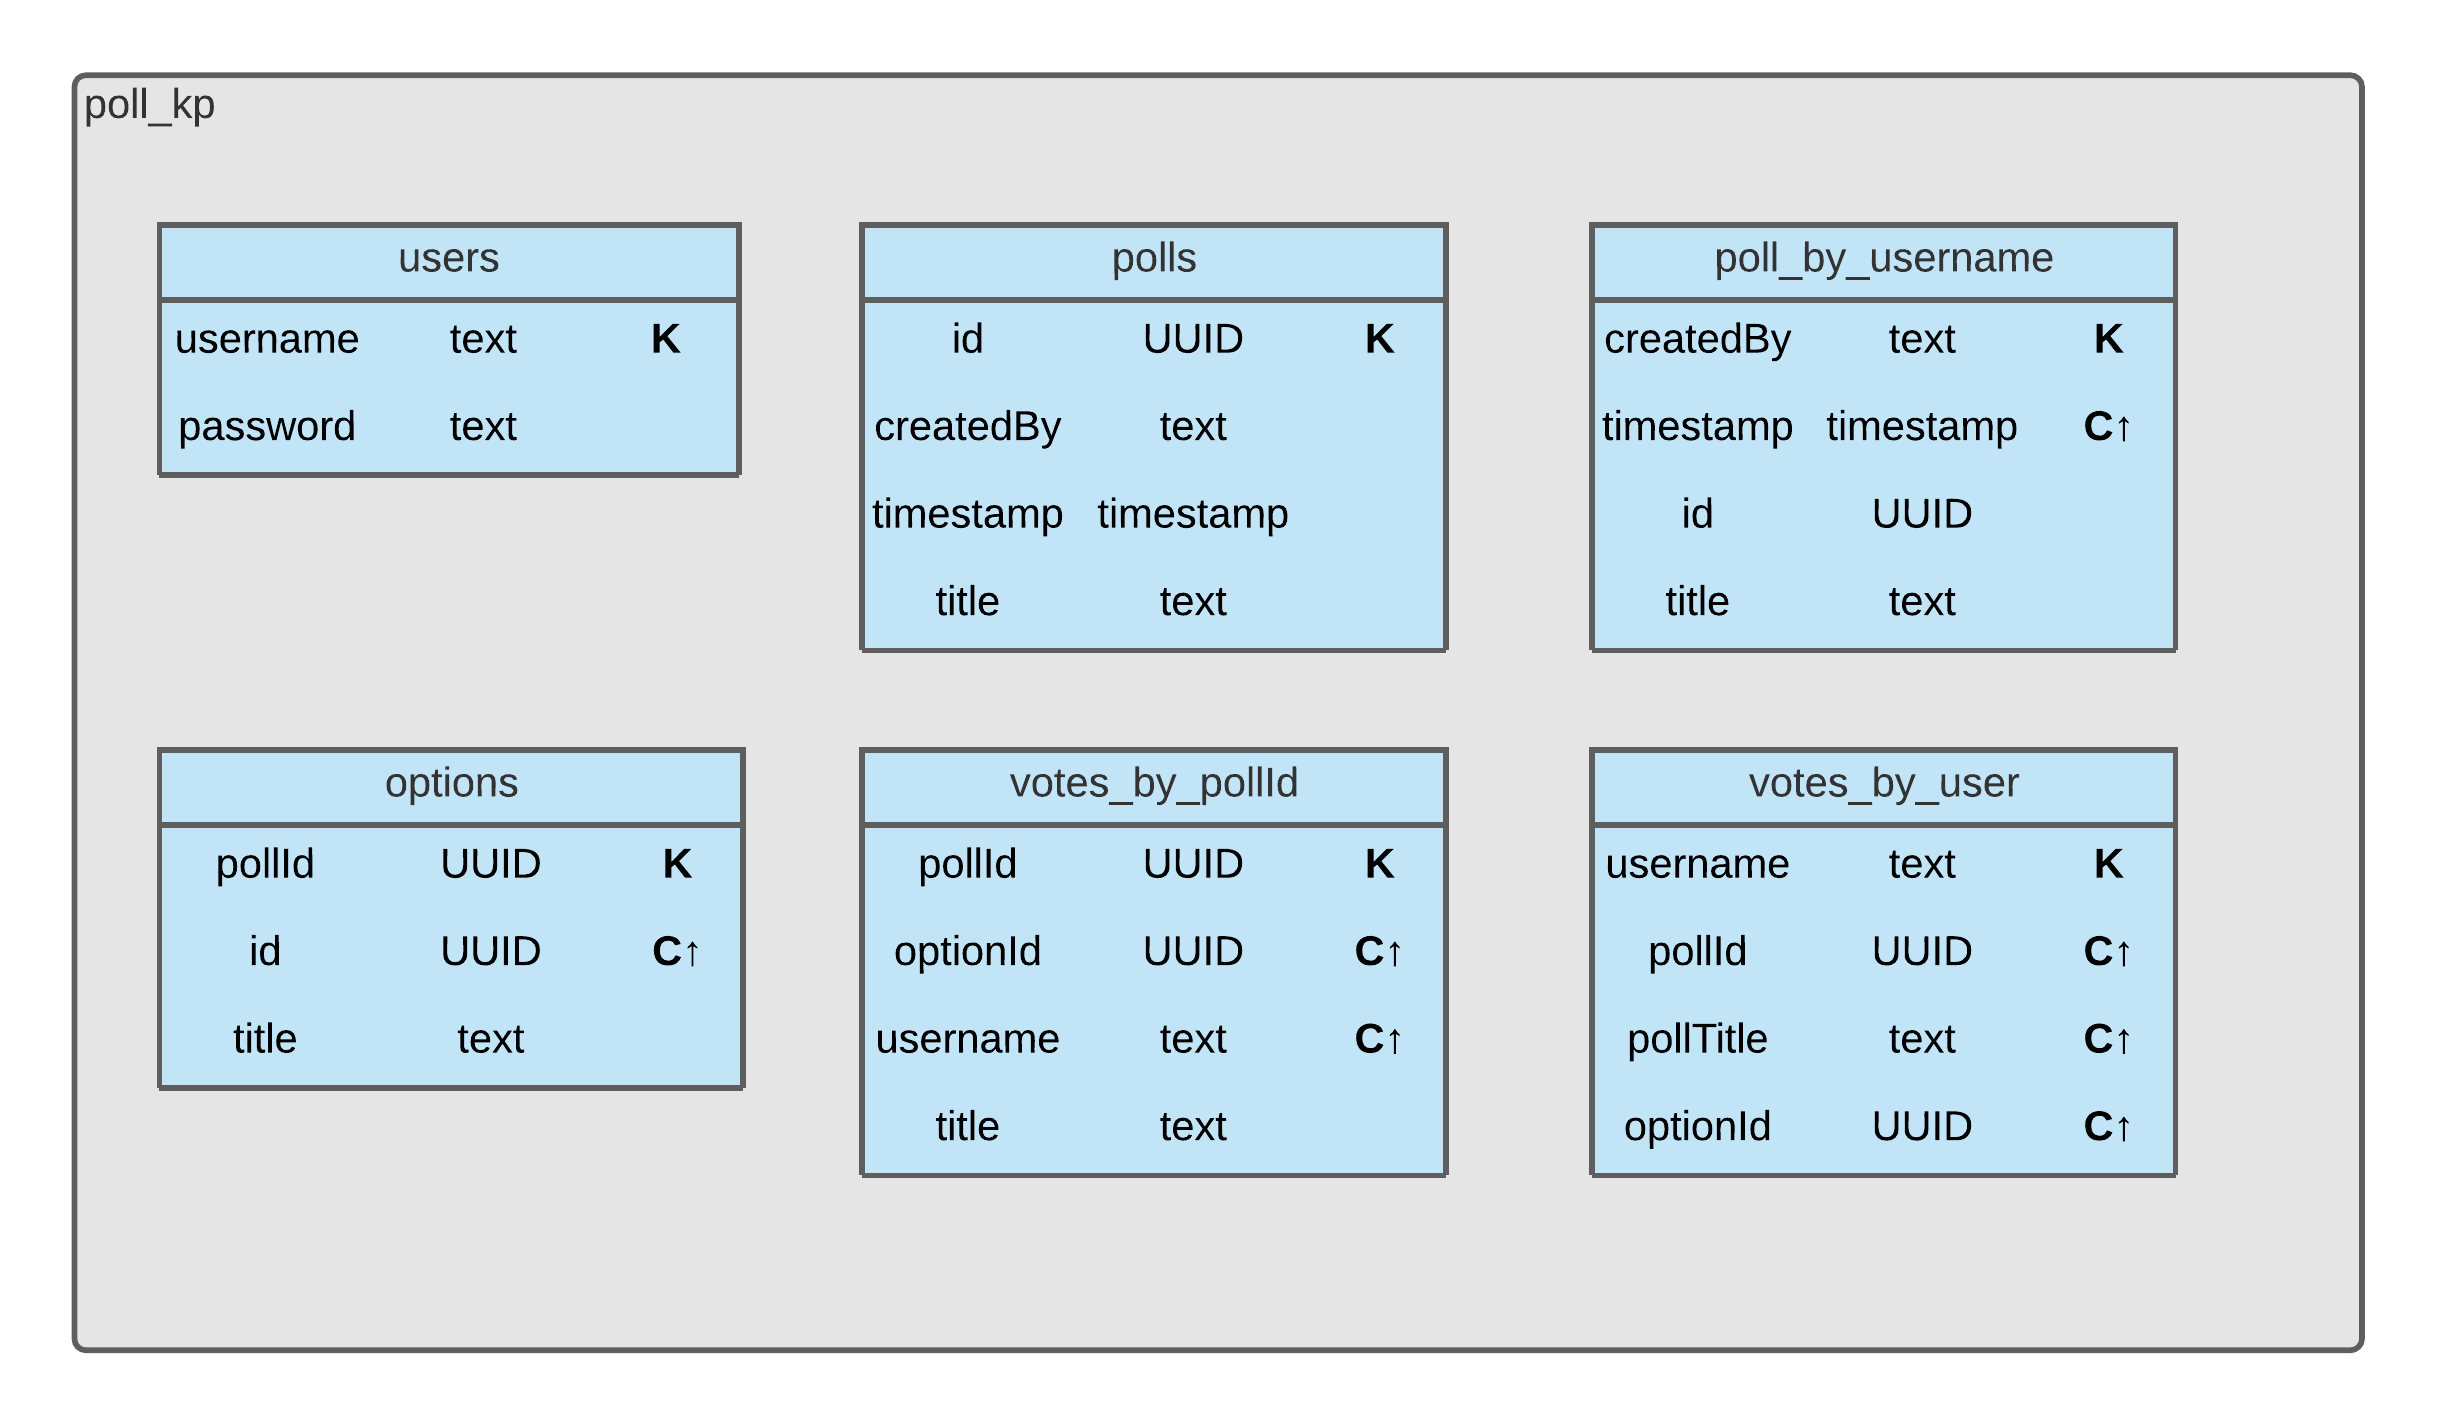 poll_kp
users
username text K
password text
polls
id UUID K
createdBy text
timestamp timestamp
title text
poll_by_username
createdBy text K
timestamp timestamp C↑
id UUID
title text
options
pollId UUID K
id UUID C↑
title text
votes_by_pollId
pollId UUID K
optionId UUID C↑
username text C↑
title text
votes_by_user
username text K
pollId UUID C↑
pollTitle text C↑
optionId UUID C↑